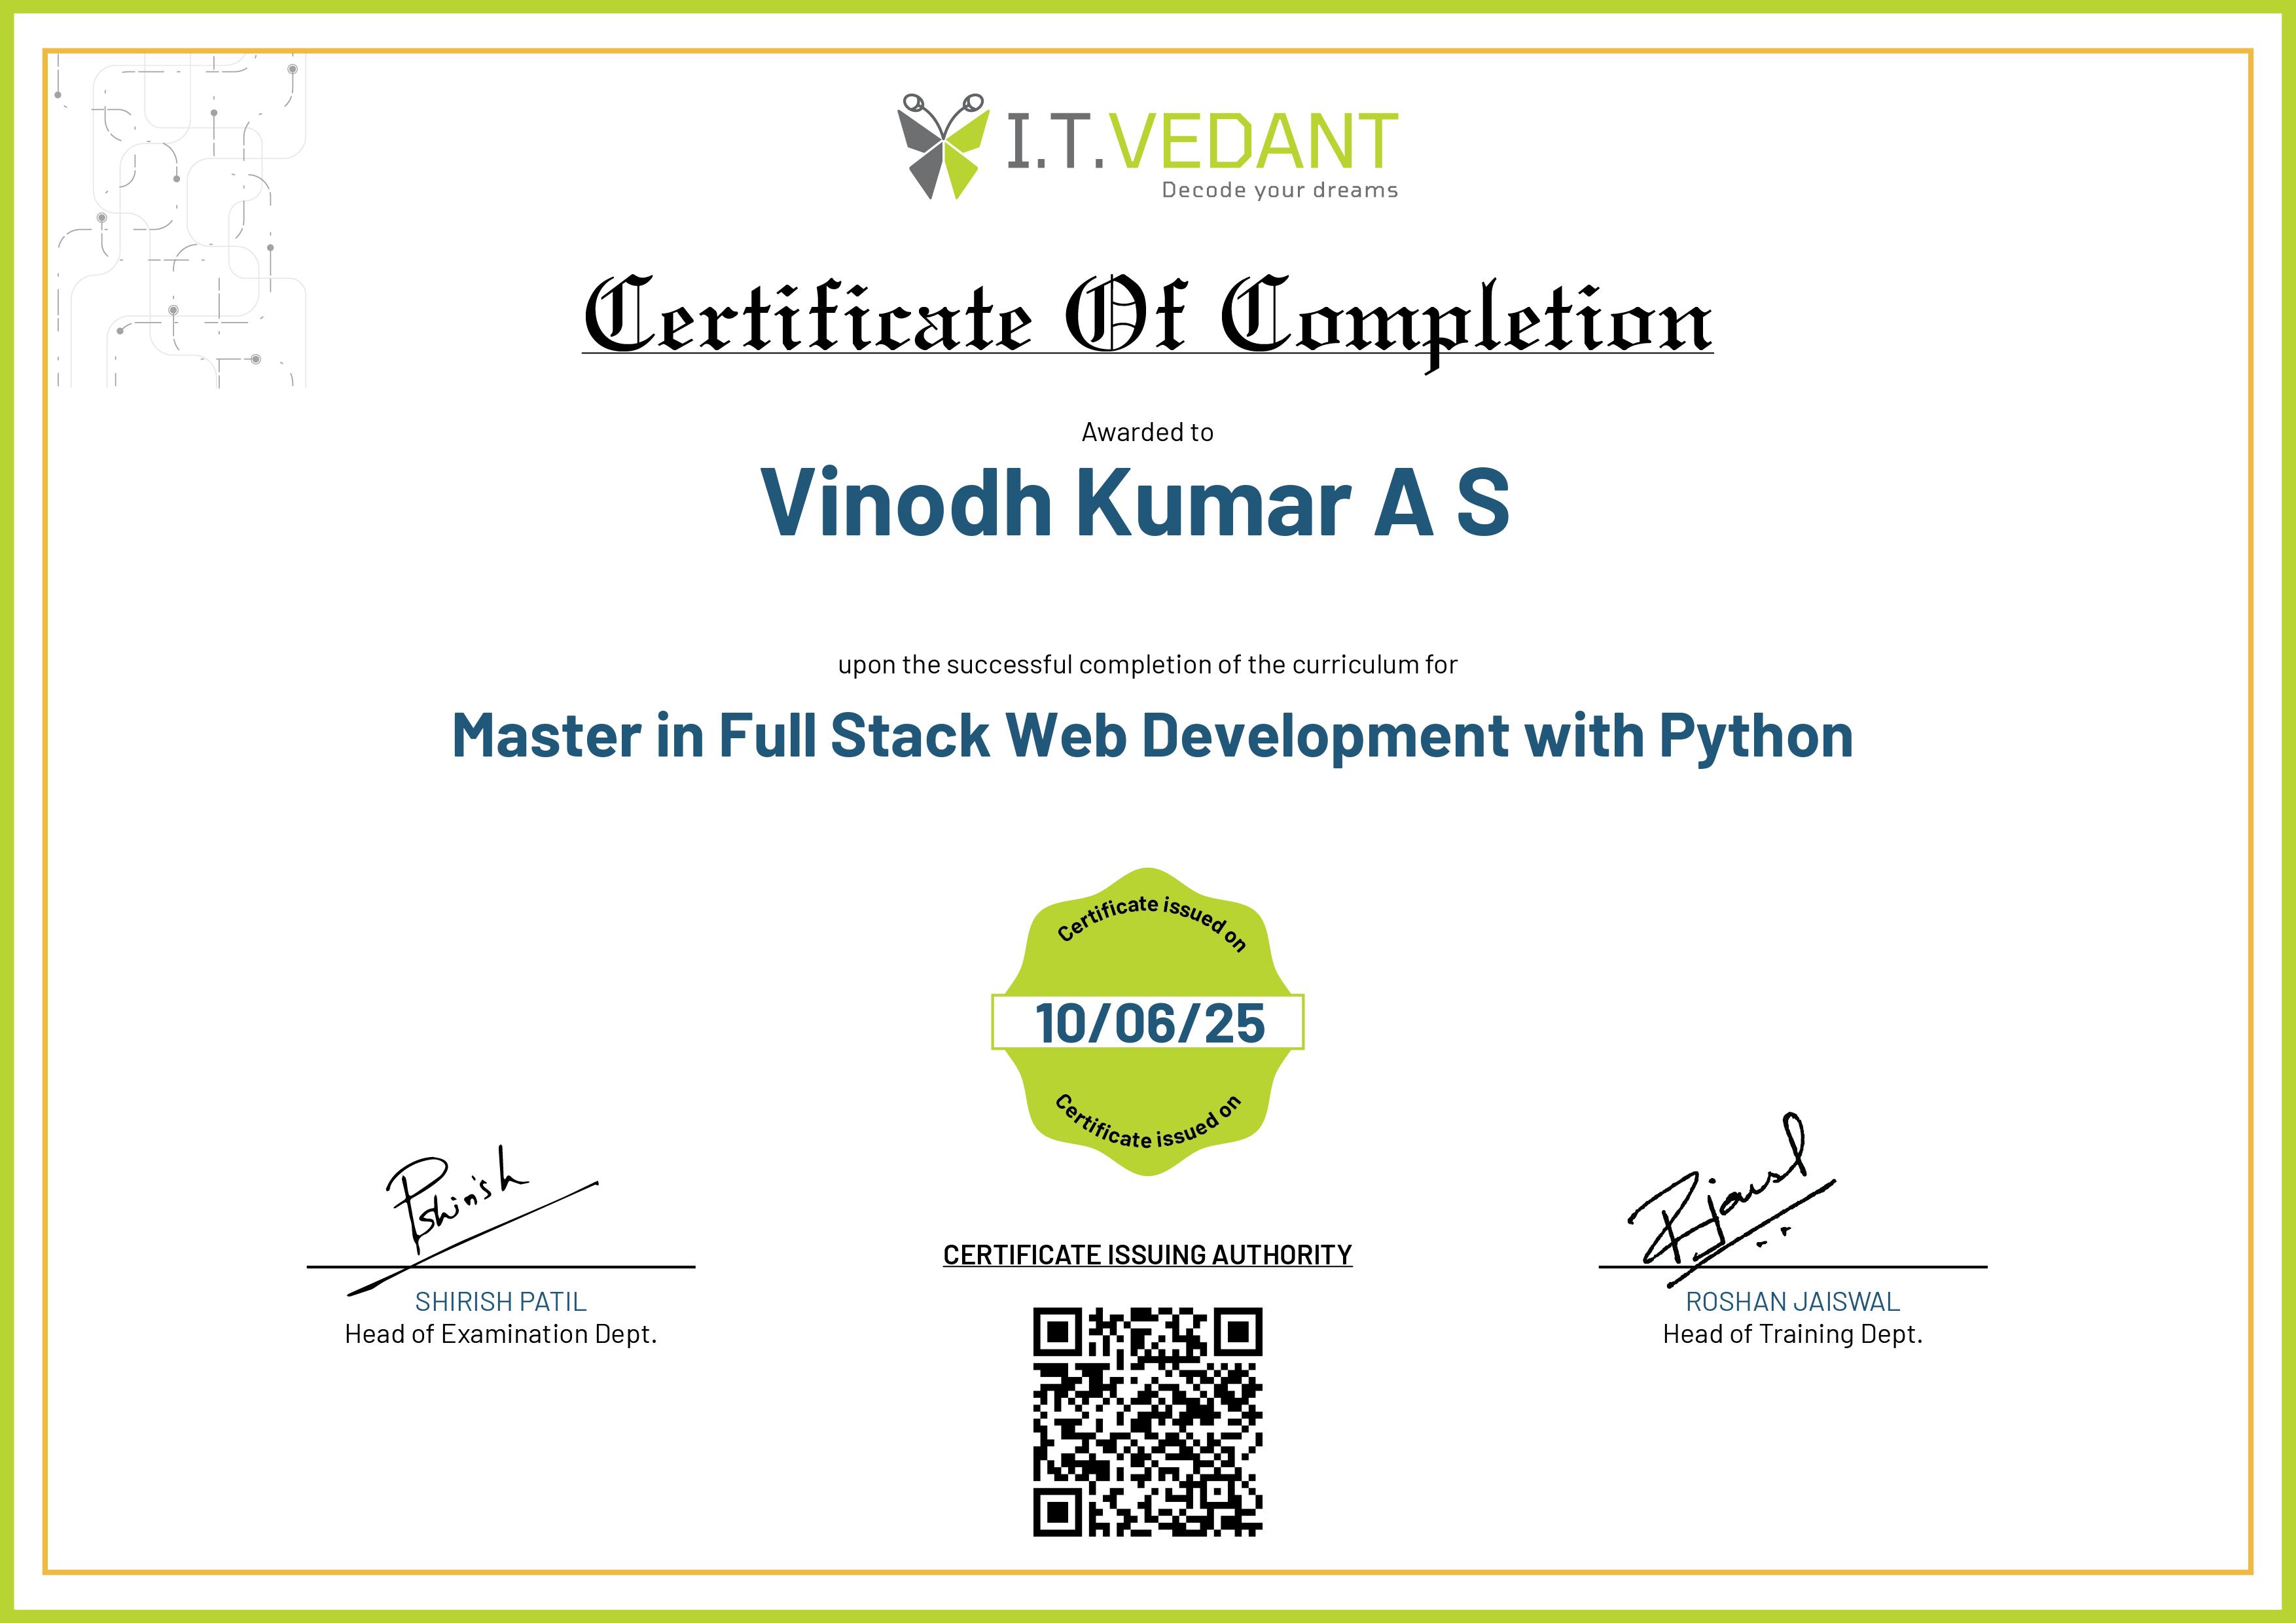 I.T.VEDANT
Decode your dreams
Certificate Of Completion
Awarded to
Vinodh Kumar A S
upon the successful completion of the curriculum for
Master in Full Stack Web Development with Python
Certificate issued on
10/06/25
Certificate issued on
Pshirish
Rjaiswal
CERTIFICATE ISSUING AUTHORITY
SHIRISH PATIL
Head of Examination Dept.
ROSHAN JAISWAL
Head of Training Dept.